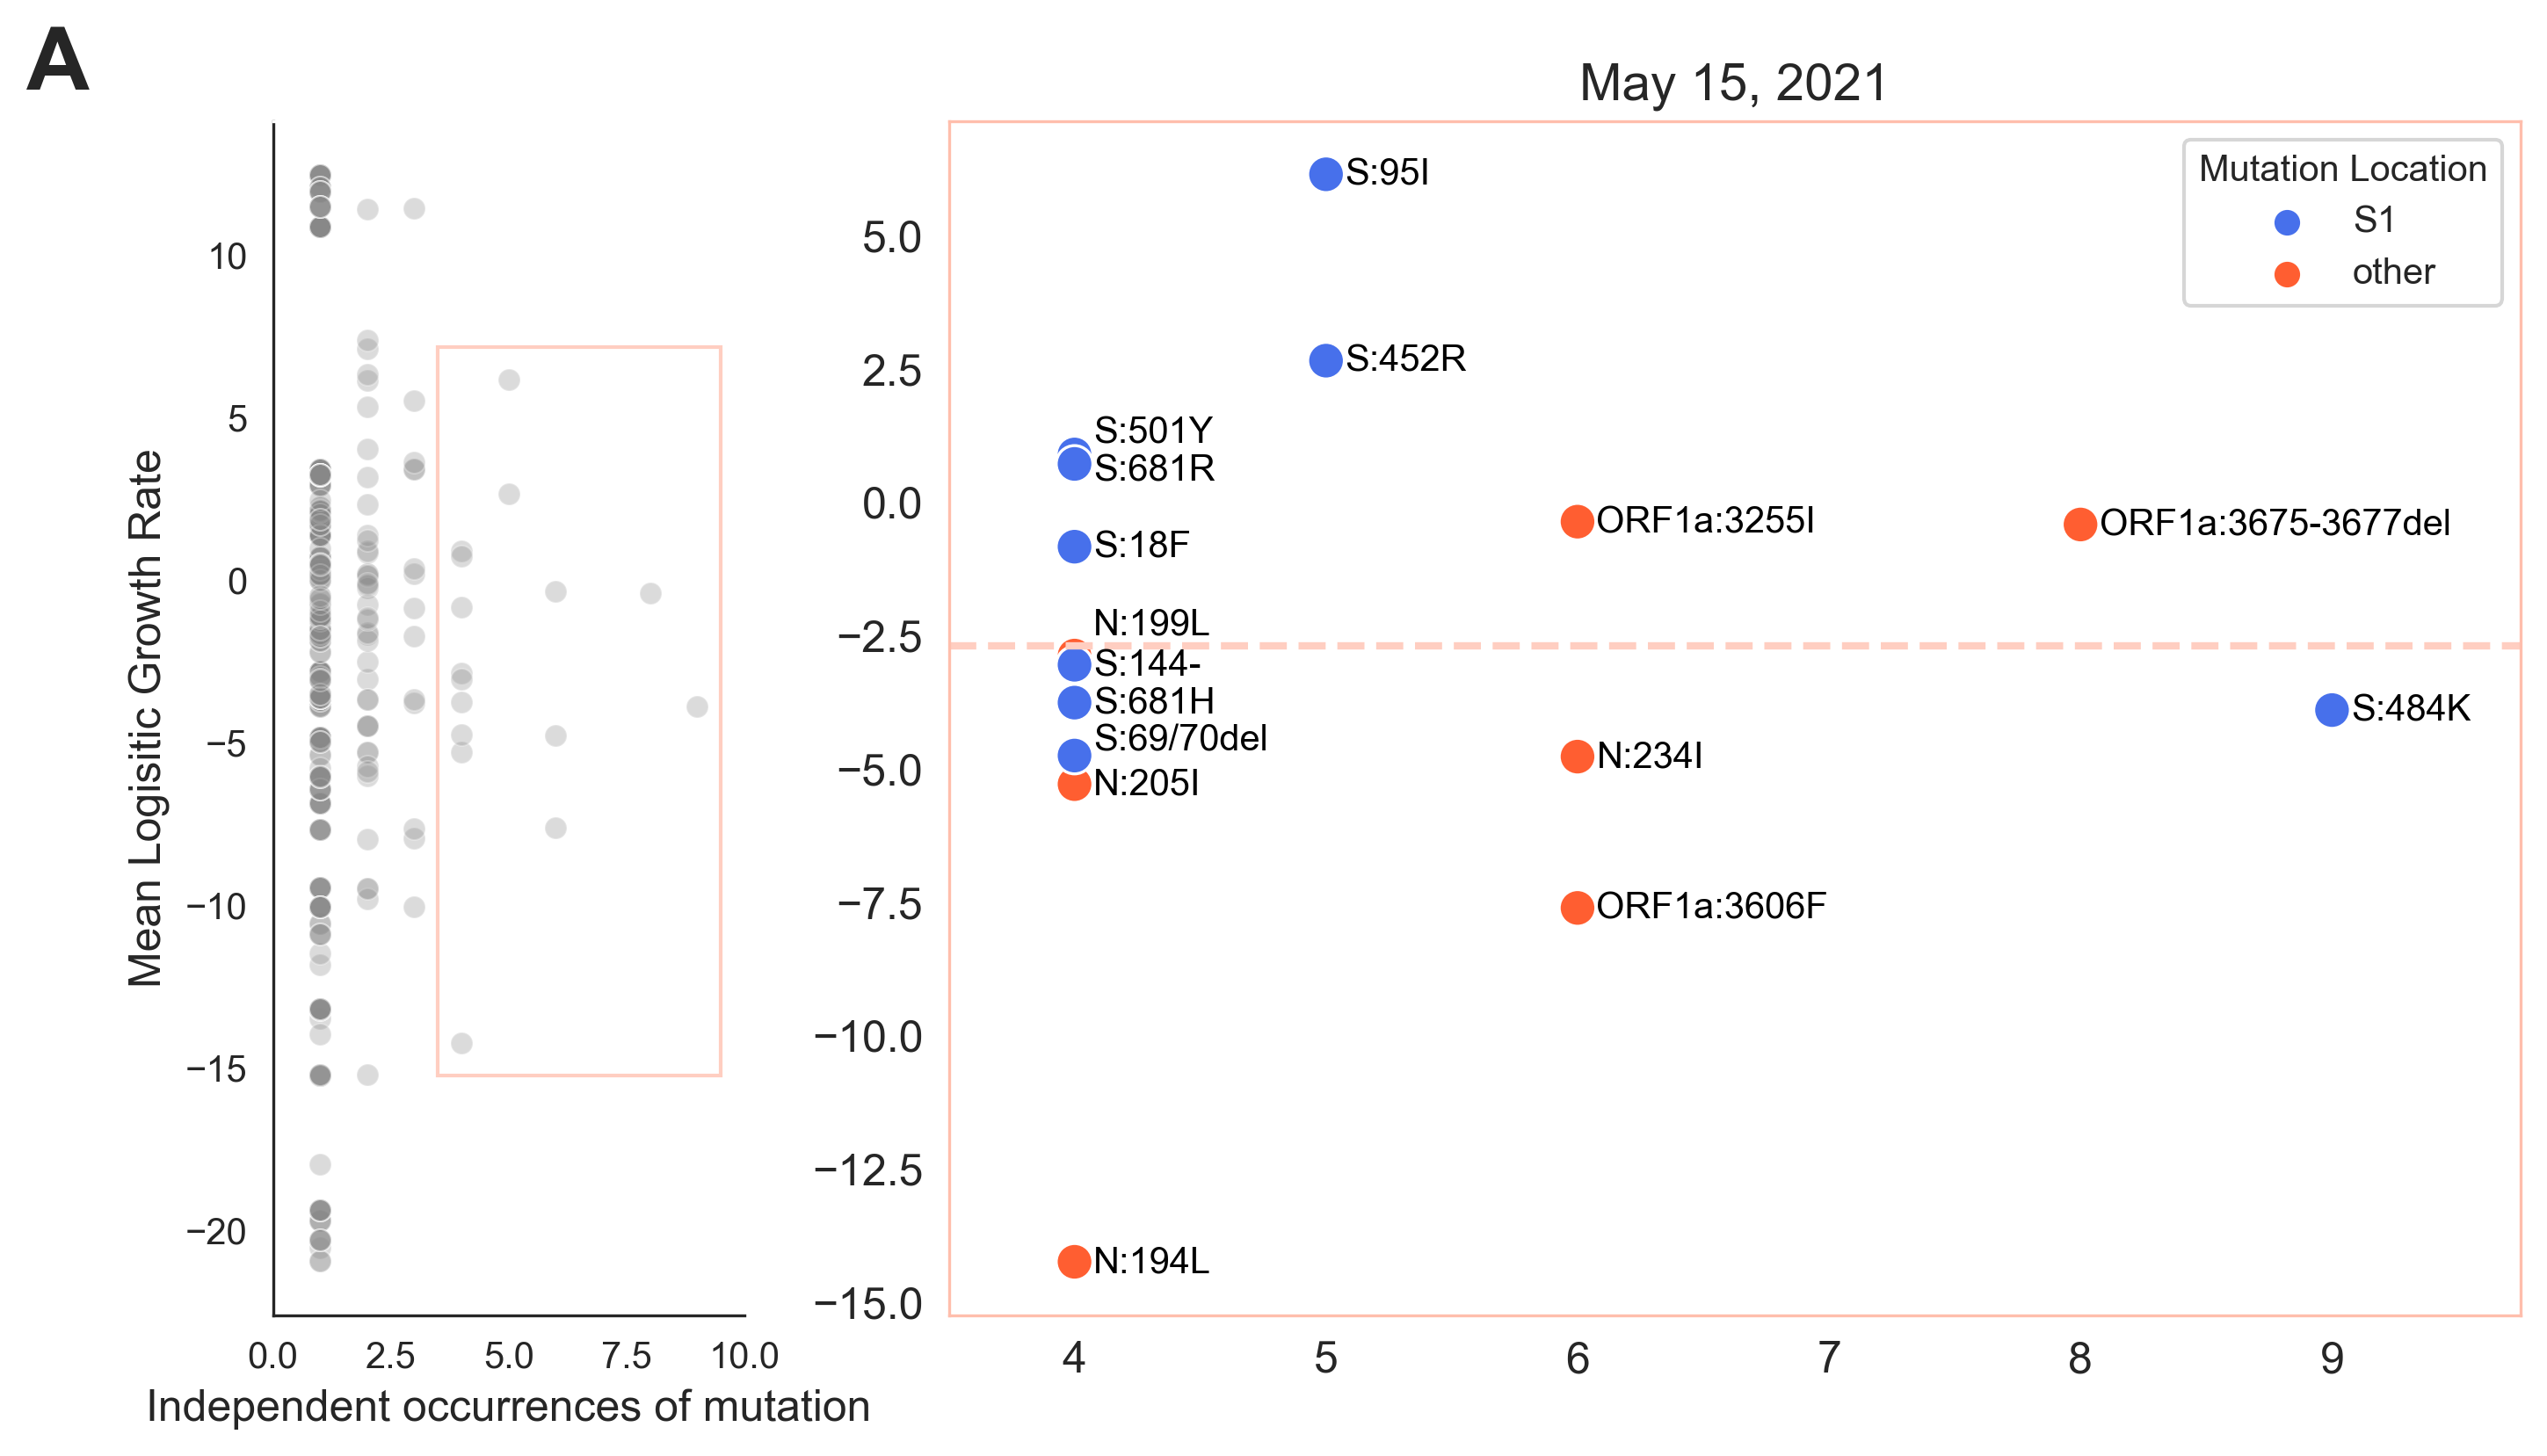 A
May 15, 2021
Mutation Location
S1
other
Mean Logisitic Growth Rate
10
5
0
−5
−10
−15
−20
0.0 2.5 5.0 7.5 10.0
Independent occurrences of mutation
5.0
2.5
0.0
−2.5
−5.0
−7.5
−10.0
−12.5
−15.0
S:95I
S:452R
S:501Y
S:681R
S:18F
ORF1a:3255I
ORF1a:3675-3677del
N:199L
S:144-
S:681H
S:484K
S:69/70del
N:234I
N:205I
ORF1a:3606F
N:194L
4 5 6 7 8 9